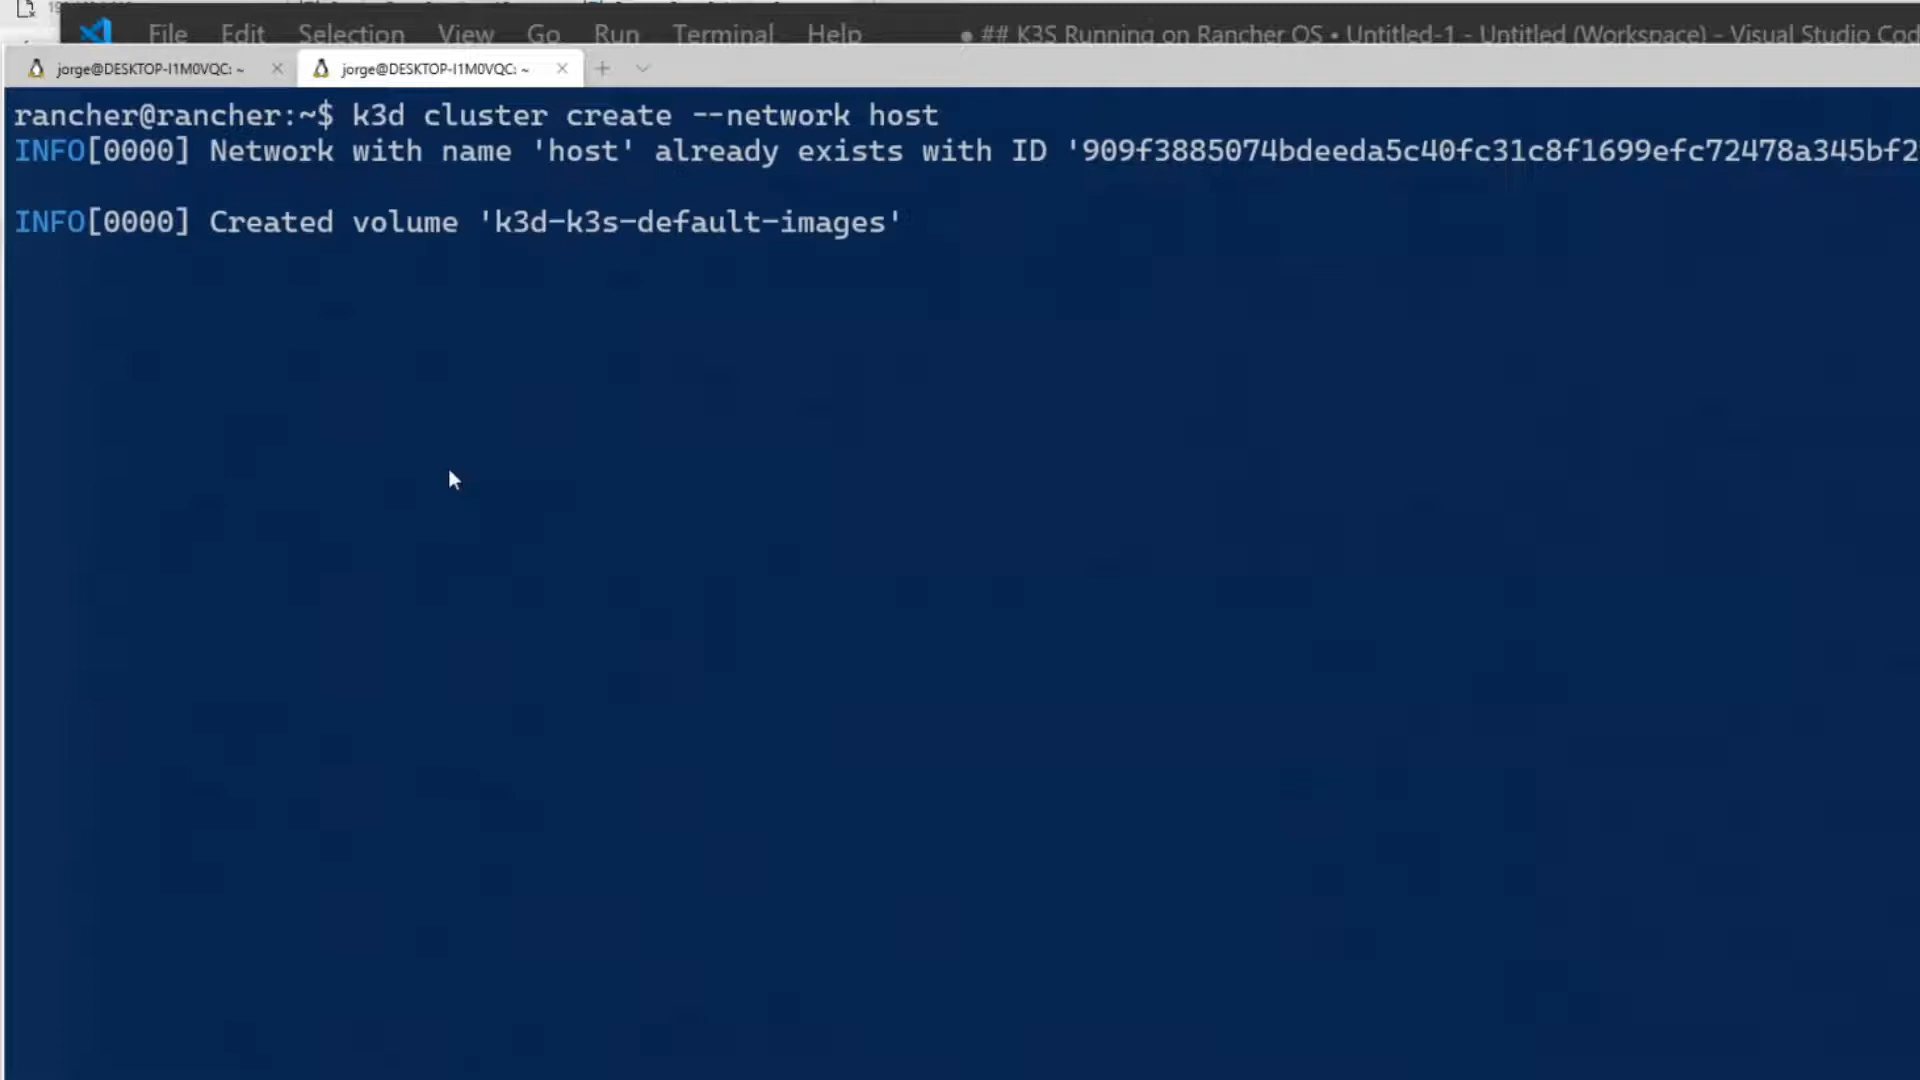 File Edit Selection View Go Run Terminal Help ● ## K3S Running on Rancher OS • Untitled-1 - Untitled (Workspace) - Visual Studio Cod
jorge@DESKTOP-I1M0VQC: ~ jorge@DESKTOP-I1M0VQC: ~
rancher@rancher:~$ k3d cluster create --network host
INFO[0000] Network with name 'host' already exists with ID '909f3885074bdeeda5c40fc31c8f1699efc72478a345bf2
INFO[0000] Created volume 'k3d-k3s-default-images'